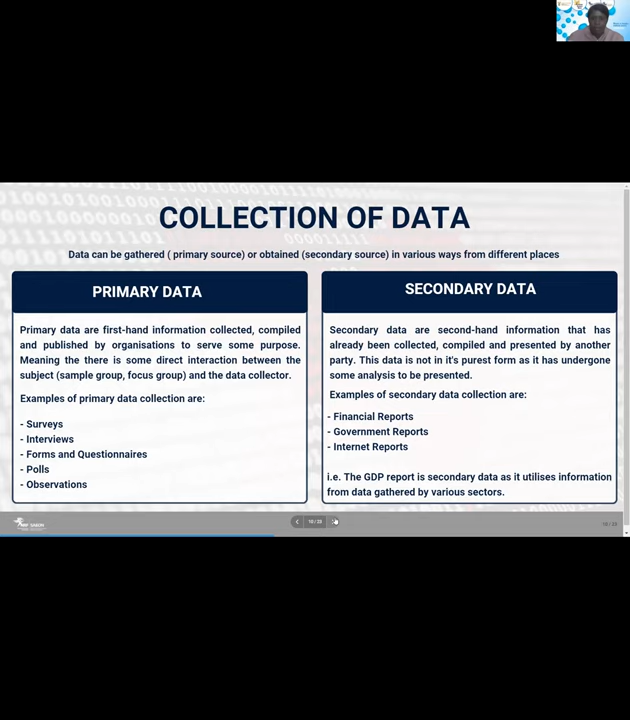 COLLECTION OF DATA
Data can be gathered ( primary source) or obtained (secondary source) in various ways from different places
PRIMARY DATA
Primary data are first-hand information collected, compiled
and published by organisations to serve some purpose.
Meaning the there is some direct interaction between the
subject (sample group, focus group) and the data collector.
Examples of primary data collection are:
- Surveys
- Interviews
- Forms and Questionnaires
- Polls
- Observations
SECONDARY DATA
Secondary data are second-hand information that has
already been collected, compiled and presented by another
party. This data is not in it's purest form as it has undergone
some analysis to be presented.
Examples of secondary data collection are:
- Financial Reports
- Government Reports
- Internet Reports
i.e. The GDP report is secondary data as it utilises information
from data gathered by various sectors.